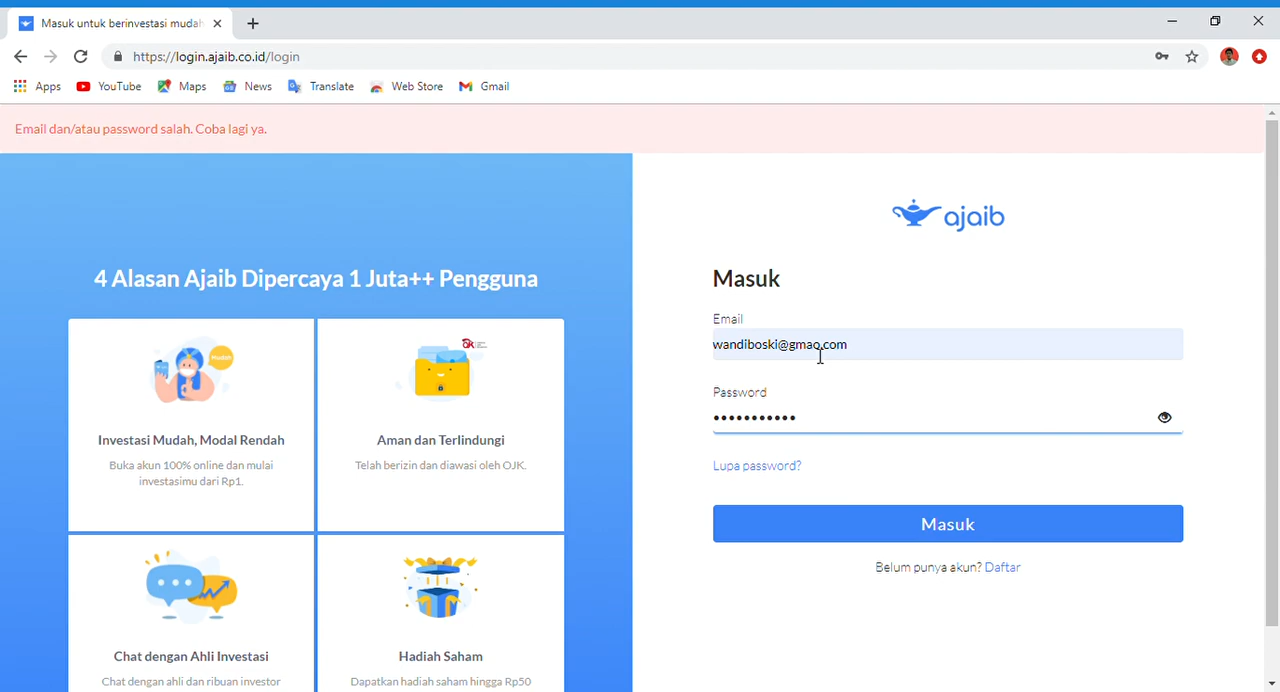 Masuk untuk berinvestasi mudah
https://login.ajaib.co.id/login
Apps YouTube Maps News Translate Web Store Gmail
Email dan/atau password salah. Coba lagi ya.
4 Alasan Ajaib Dipercaya 1 Juta++ Pengguna
Mudah
Investasi Mudah, Modal Rendah
Buka akun 100% online dan mulai
investasimu dari Rp1.
Aman dan Terlindungi
Telah berizin dan diawasi oleh OJK.
Chat dengan Ahli Investasi
Chat dengan ahli dan ribuan investor
Hadiah Saham
Dapatkan hadiah saham hingga Rp50
ajaib
Masuk
Email
wandiboski@gmao.com
Password
Lupa password?
Masuk
Belum punya akun? Daftar